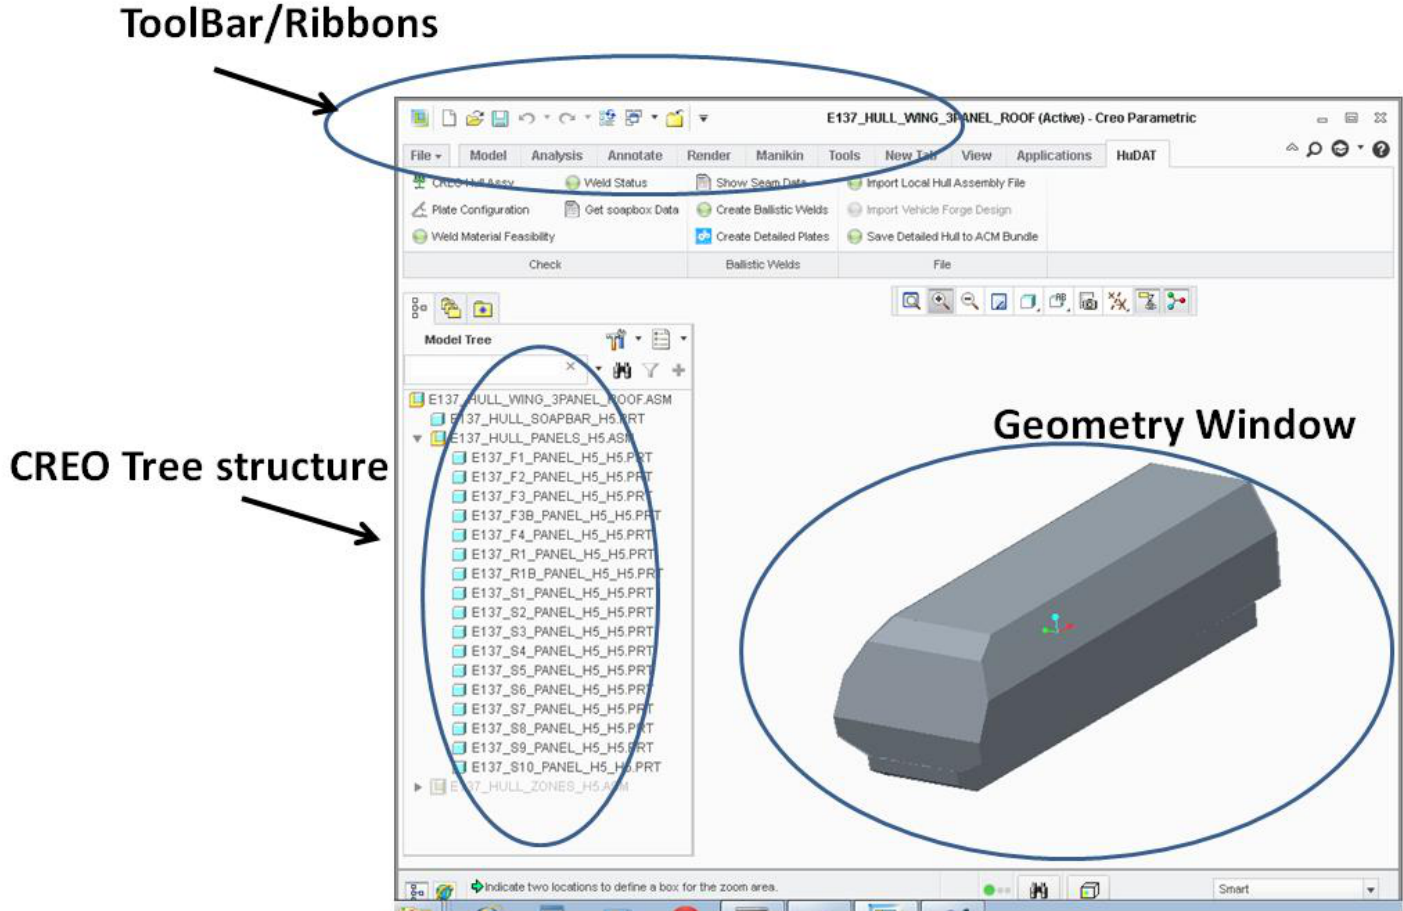 ToolBar/Ribbons
E137_HULL_WING_3PANEL_ROOF (Active) - Creo Parametric
File Model Analysis Annotate Render Manikin Tools New Tab View Applications HuDAT
CREO Hull Assy Weld Status Show Seam Data Import Local Hull Assembly File
Plate Configuration Get soapbox Data Create Ballistic Welds Import Vehicle Forge Design
Weld Material Feasibility Create Detailed Plates Save Detailed Hull to ACM Bundle
Check Ballistic Welds File
Model Tree
E137_HULL_WING_3PANEL_ROOF.ASM
E137_HULL_SOAPBAR_H5.PRT
E137_HULL_PANELS_H5.ASM
E137_F1_PANEL_H5_H5.PRT
E137_F2_PANEL_H5_H5.PRT
E137_F3_PANEL_H5_H5.PRT
E137_F3B_PANEL_H5_H5.PRT
E137_F4_PANEL_H5_H5.PRT
E137_R1_PANEL_H5_H5.PRT
E137_R1B_PANEL_H5_H5.PRT
E137_S1_PANEL_H5_H5.PRT
E137_S2_PANEL_H5_H5.PRT
E137_S3_PANEL_H5_H5.PRT
E137_S4_PANEL_H5_H5.PRT
E137_S5_PANEL_H5_H5.PRT
E137_S6_PANEL_H5_H5.PRT
E137_S7_PANEL_H5_H5.PRT
E137_S8_PANEL_H5_H5.PRT
E137_S9_PANEL_H5_H5.PRT
E137_S10_PANEL_H5_H5.PRT
E137_HULL_ZONES_H5.ASM
CREO Tree structure
Geometry Window
Indicate two locations to define a box for the zoom area.
Smart